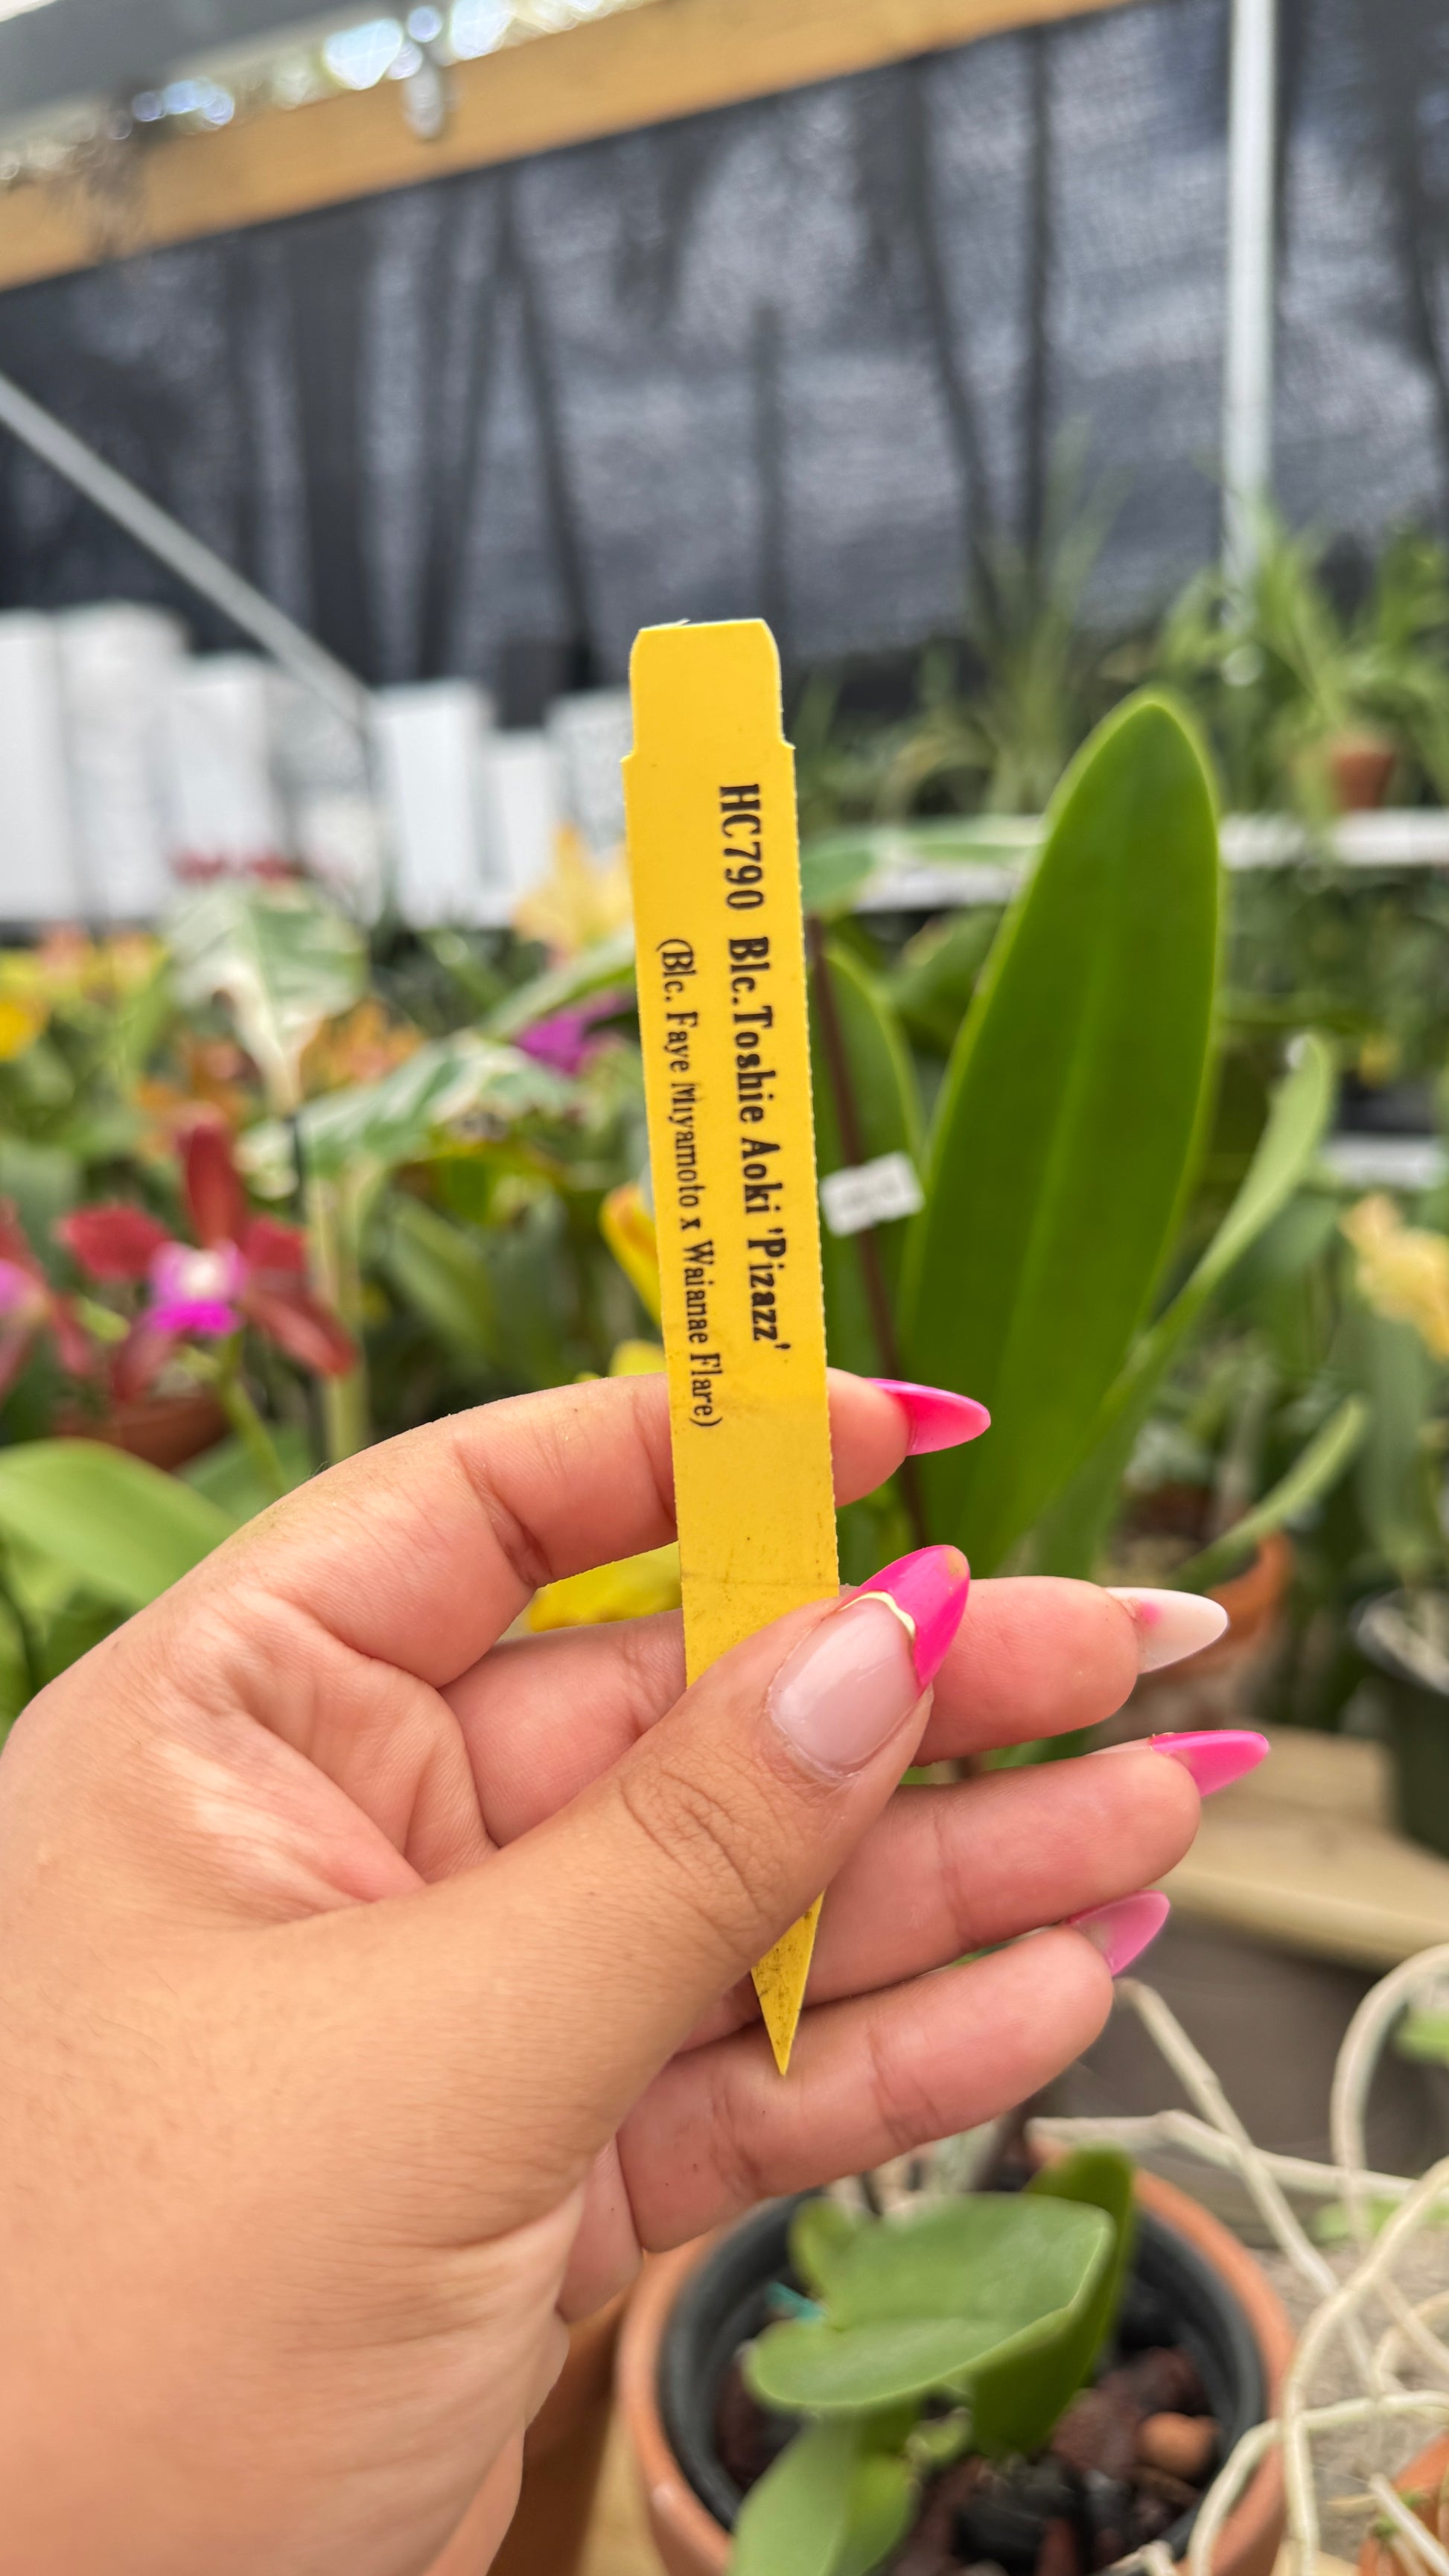 HC790 Blc.Toshie Aoki 'Pizazz'
(Blc. Faye Miyamoto x Waianae Flare)